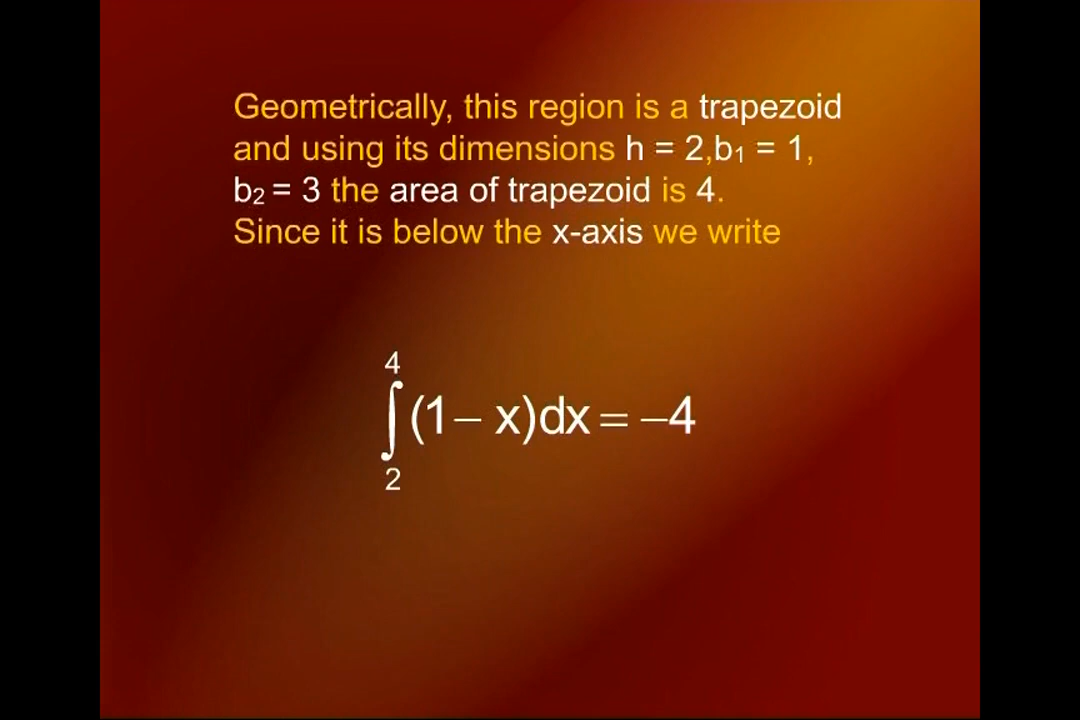 Geometrically, this region is a trapezoid
and using its dimensions h = 2,b₁ = 1,
b₂ = 3 the area of trapezoid is 4.
Since it is below the x-axis we write
4
∫(1− x)dx = −4
2